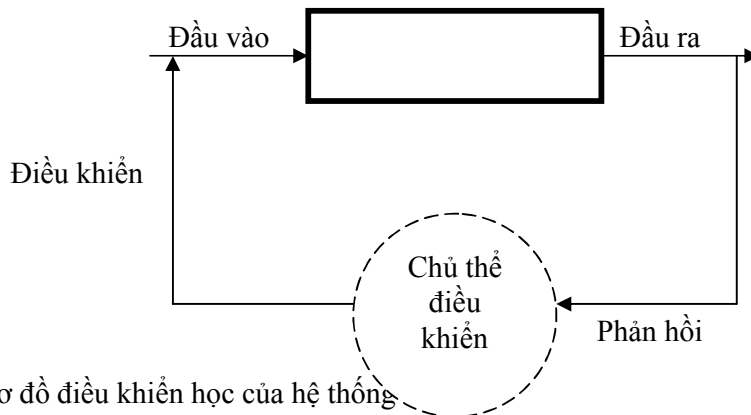 Đầu vào
Đầu ra
Điều khiển
Chủ thể
điều
khiển
Phản hồi
ơ đồ điều khiển học của hệ thống